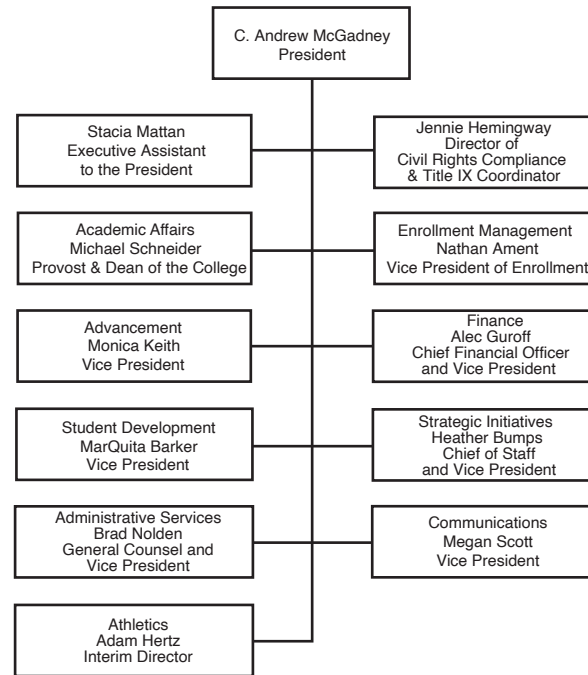 C. Andrew McGadney
President
Stacia Mattan
Executive Assistant
to the President
Jennie Hemingway
Director of
Civil Rights Compliance
& Title IX Coordinator
Academic Affairs
Michael Schneider
Provost & Dean of the College
Enrollment Management
Nathan Ament
Vice President of Enrollment
Advancement
Monica Keith
Vice President
Finance
Alec Guroff
Chief Financial Officer
and Vice President
Student Development
MarQuita Barker
Vice President
Strategic Initiatives
Heather Bumps
Chief of Staff
and Vice President
Administrative Services
Brad Nolden
General Counsel and
Vice President
Communications
Megan Scott
Vice President
Athletics
Adam Hertz
Interim Director